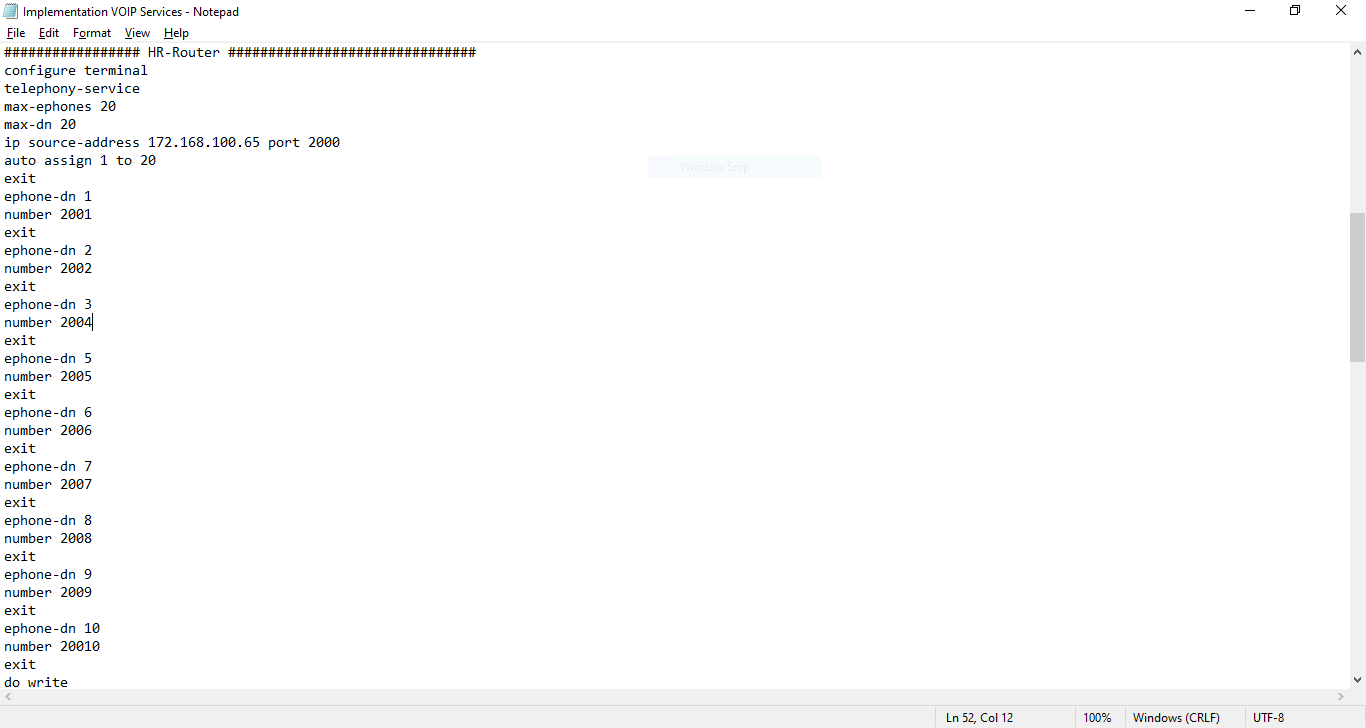 Implementation VOIP Services - Notepad
File Edit Format View Help
################# HR-Router ###############################
configure terminal
telephony-service
max-ephones 20
max-dn 20
ip source-address 172.168.100.65 port 2000
auto assign 1 to 20
Window Snip
exit
ephone-dn 1
number 2001
exit
ephone-dn 2
number 2002
exit
ephone-dn 3
number 2004
exit
ephone-dn 5
number 2005
exit
ephone-dn 6
number 2006
exit
ephone-dn 7
number 2007
exit
ephone-dn 8
number 2008
exit
ephone-dn 9
number 2009
exit
ephone-dn 10
number 20010
exit
do write
Ln 52, Col 12 100% Windows (CRLF) UTF-8